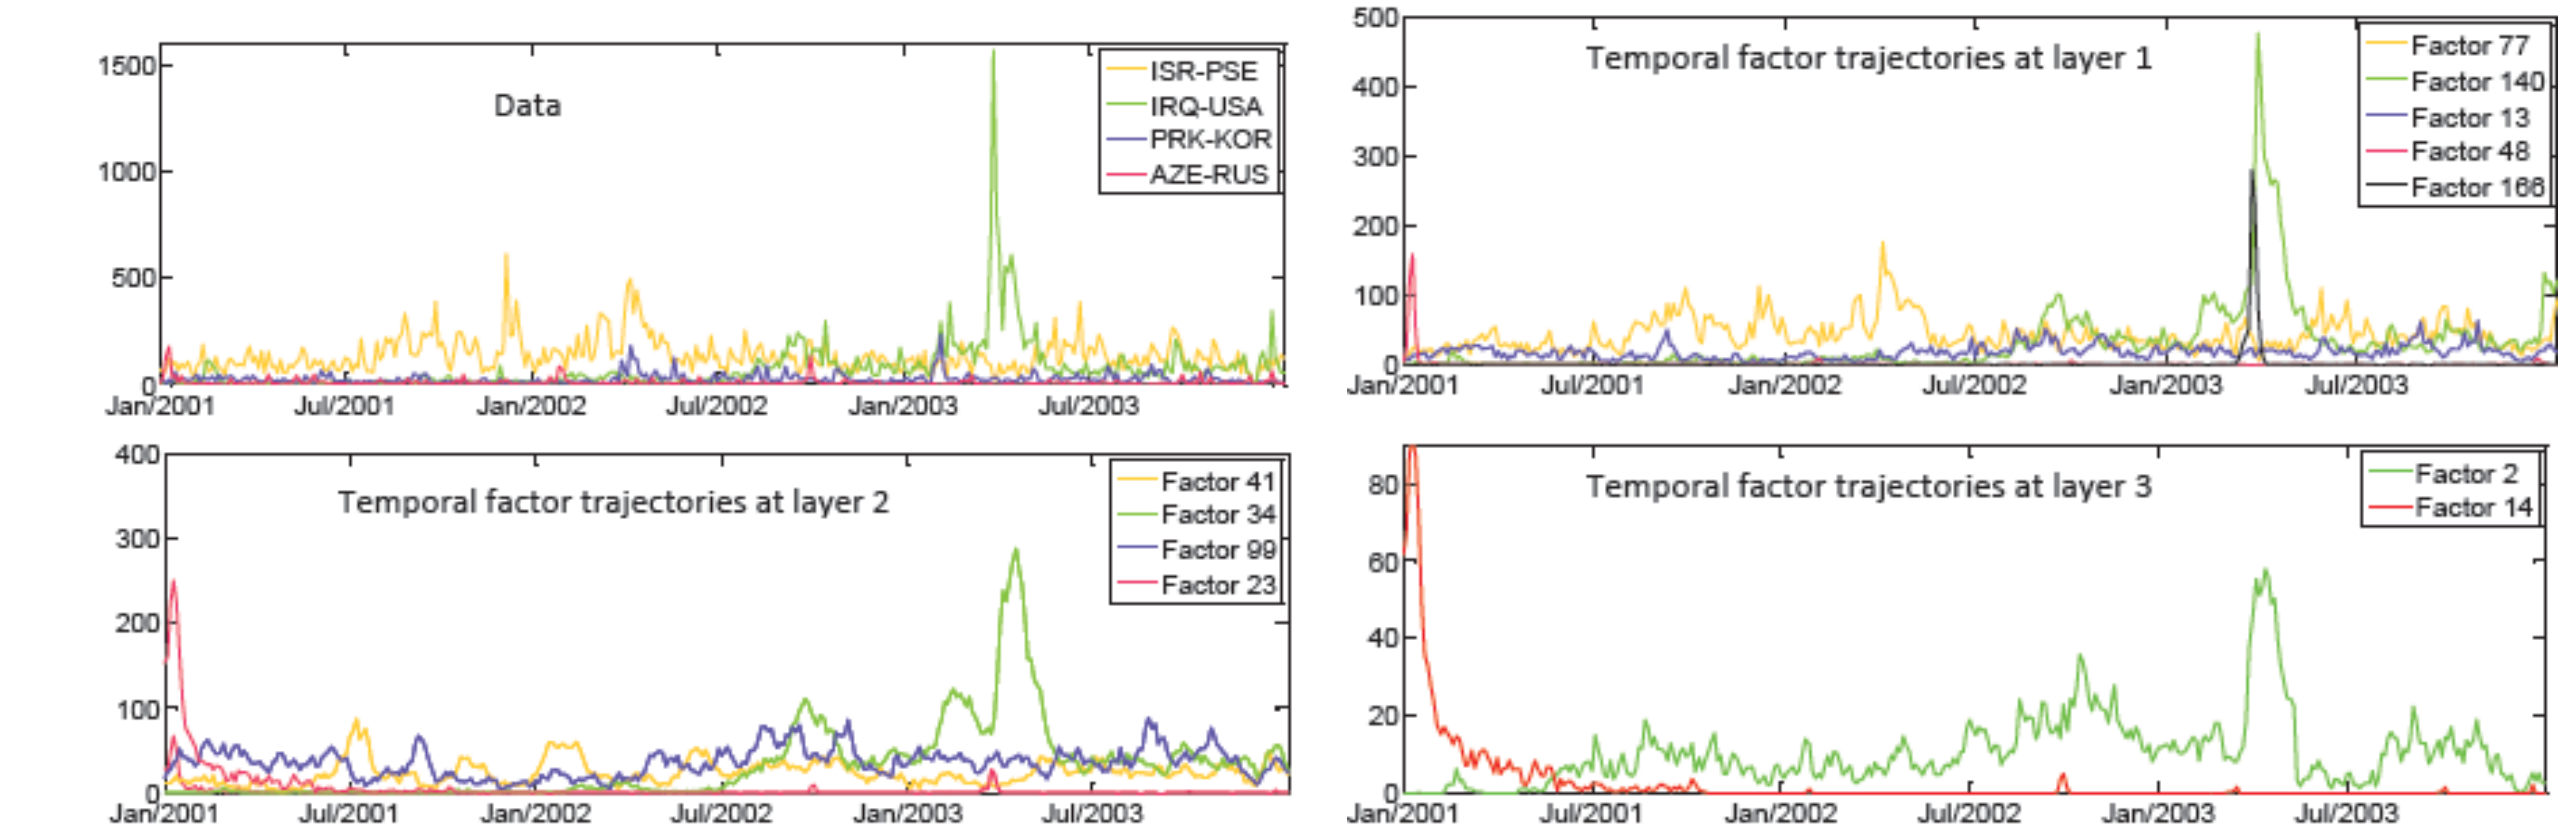 1500
1000
500
0
Data
ISR-PSE
IRQ-USA
PRK-KOR
AZE-RUS
Jan/2001 Jul/2001 Jan/2002 Jul/2002 Jan/2003 Jul/2003
500
400
300
200
100
0
Temporal factor trajectories at layer 1
Factor 77
Factor 140
Factor 13
Factor 48
Factor 166
Jan/2001 Jul/2001 Jan/2002 Jul/2002 Jan/2003 Jul/2003
400
300
200
100
0
Temporal factor trajectories at layer 2
Factor 41
Factor 34
Factor 99
Factor 23
Jan/2001 Jul/2001 Jan/2002 Jul/2002 Jan/2003 Jul/2003
80
60
40
20
0
Temporal factor trajectories at layer 3
Factor 2
Factor 14
Jan/2001 Jul/2001 Jan/2002 Jul/2002 Jan/2003 Jul/2003